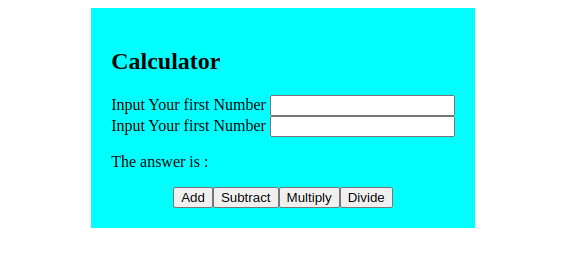 Calculator
Input Your first Number
Input Your first Number
The answer is :
Add Subtract Multiply Divide